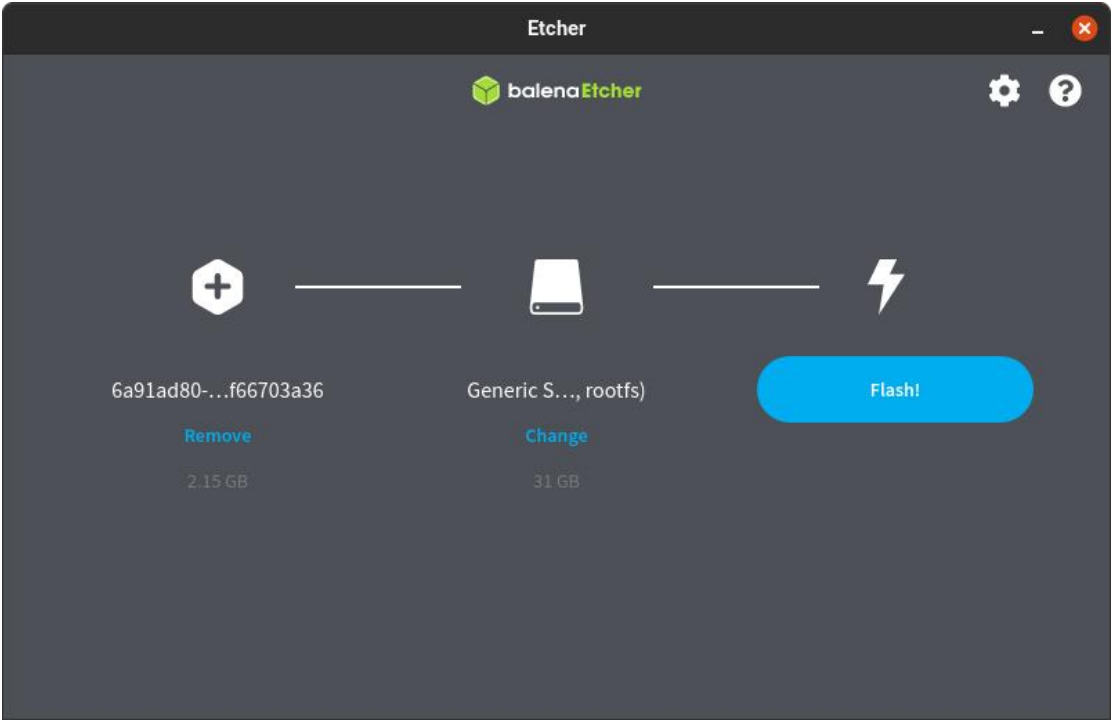 Etcher
balenaEtcher
6a91ad80-...f66703a36
Generic S..., rootfs)
Flash!
Remove
Change
2.15 GB
31 GB